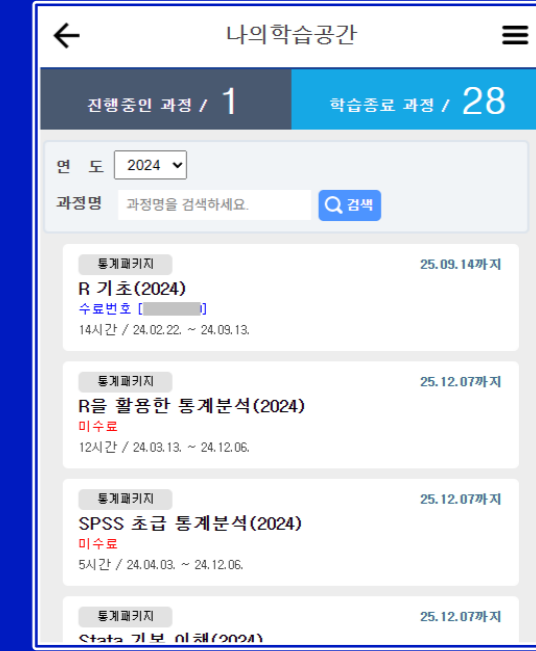 나의학습공간
진행중인 과정 / 1
학습종료 과정 / 28
연 도 2024
과정명 과정명을 검색하세요. 검색
통계패키지 25.09.14까지
R 기초(2024)
수료번호 [ ]
14시간 / 24.02.22. ~ 24.09.13.
통계패키지 25.12.07까지
R을 활용한 통계분석(2024)
미수료
12시간 / 24.03.13. ~ 24.12.06.
통계패키지 25.12.07까지
SPSS 초급 통계분석(2024)
미수료
5시간 / 24.04.03. ~ 24.12.06.
통계패키지 25.12.07까지
Stata 기본 이해(2024)